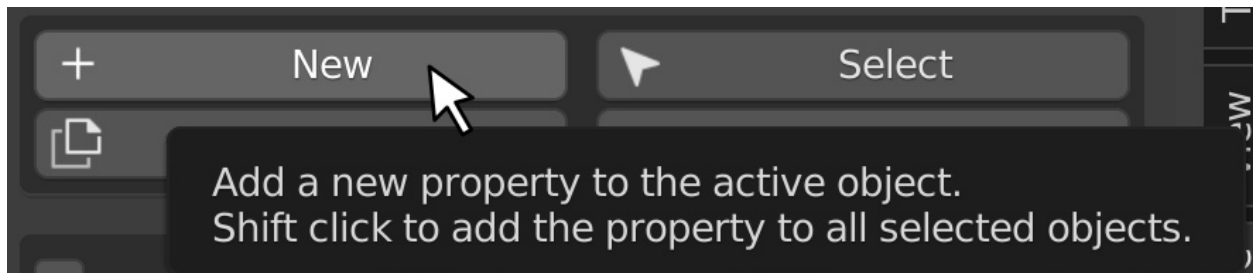 New
Select
Add a new property to the active object.
Shift click to add the property to all selected objects.